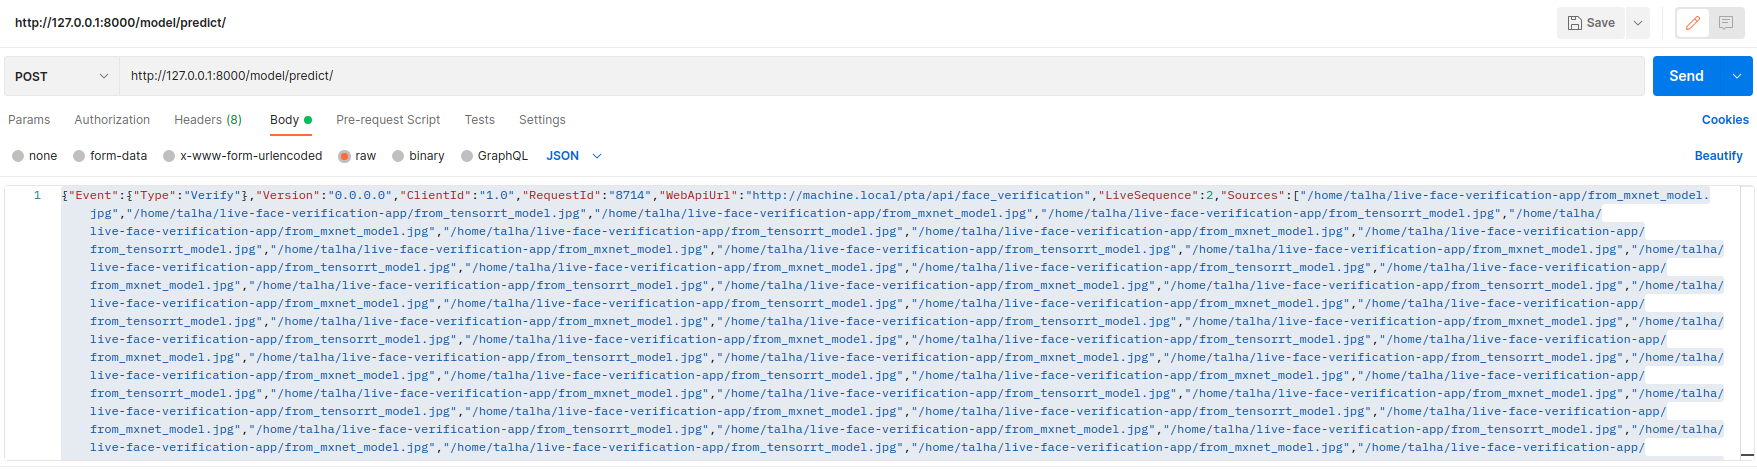 http://127.0.0.1:8000/model/predict/
Save
POST
http://127.0.0.1:8000/model/predict/
Send
Params Authorization Headers (8) Body Pre-request Script Tests Settings Cookies
none form-data x-www-form-urlencoded raw binary GraphQL JSON Beautify
1 {"Event":{"Type":"Verify"},"Version":"0.0.0.0","ClientId":"1.0","RequestId":"8714","WebApiUrl":"http://machine.local/pta/api/face_verification","LiveSequence":2,"Sources":["/home/talha/live-face-verification-app/from_mxnet_model.
jpg","/home/talha/live-face-verification-app/from_tensorrt_model.jpg","/home/talha/live-face-verification-app/from_mxnet_model.jpg","/home/talha/live-face-verification-app/from_tensorrt_model.jpg","/home/talha/
live-face-verification-app/from_mxnet_model.jpg","/home/talha/live-face-verification-app/from_tensorrt_model.jpg","/home/talha/live-face-verification-app/from_mxnet_model.jpg","/home/talha/live-face-verification-app/
from_tensorrt_model.jpg","/home/talha/live-face-verification-app/from_mxnet_model.jpg","/home/talha/live-face-verification-app/from_tensorrt_model.jpg","/home/talha/live-face-verification-app/from_mxnet_model.jpg","/home/talha/
live-face-verification-app/from_tensorrt_model.jpg","/home/talha/live-face-verification-app/from_mxnet_model.jpg","/home/talha/live-face-verification-app/from_tensorrt_model.jpg","/home/talha/live-face-verification-app/
from_mxnet_model.jpg","/home/talha/live-face-verification-app/from_tensorrt_model.jpg","/home/talha/live-face-verification-app/from_mxnet_model.jpg","/home/talha/live-face-verification-app/from_tensorrt_model.jpg","/home/talha/
live-face-verification-app/from_mxnet_model.jpg","/home/talha/live-face-verification-app/from_tensorrt_model.jpg","/home/talha/live-face-verification-app/from_mxnet_model.jpg","/home/talha/live-face-verification-app/
from_tensorrt_model.jpg","/home/talha/live-face-verification-app/from_mxnet_model.jpg","/home/talha/live-face-verification-app/from_tensorrt_model.jpg","/home/talha/live-face-verification-app/from_mxnet_model.jpg","/home/talha/
live-face-verification-app/from_tensorrt_model.jpg","/home/talha/live-face-verification-app/from_mxnet_model.jpg","/home/talha/live-face-verification-app/from_tensorrt_model.jpg","/home/talha/live-face-verification-app/
from_mxnet_model.jpg","/home/talha/live-face-verification-app/from_tensorrt_model.jpg","/home/talha/live-face-verification-app/from_mxnet_model.jpg","/home/talha/live-face-verification-app/from_tensorrt_model.jpg","/home/talha/
live-face-verification-app/from_mxnet_model.jpg","/home/talha/live-face-verification-app/from_tensorrt_model.jpg","/home/talha/live-face-verification-app/from_mxnet_model.jpg","/home/talha/live-face-verification-app/
from_tensorrt_model.jpg","/home/talha/live-face-verification-app/from_mxnet_model.jpg","/home/talha/live-face-verification-app/from_tensorrt_model.jpg","/home/talha/live-face-verification-app/from_mxnet_model.jpg","/home/talha/
live-face-verification-app/from_tensorrt_model.jpg","/home/talha/live-face-verification-app/from_mxnet_model.jpg","/home/talha/live-face-verification-app/from_tensorrt_model.jpg","/home/talha/live-face-verification-app/
from_mxnet_model.jpg","/home/talha/live-face-verification-app/from_tensorrt_model.jpg","/home/talha/live-face-verification-app/from_mxnet_model.jpg","/home/talha/live-face-verification-app/from_tensorrt_model.jpg","/home/talha/
live-face-verification-app/from_mxnet_model.jpg","/home/talha/live-face-verification-app/from_tensorrt_model.jpg","/home/talha/live-face-verification-app/from_mxnet_model.jpg","/home/talha/live-face-verification-app/